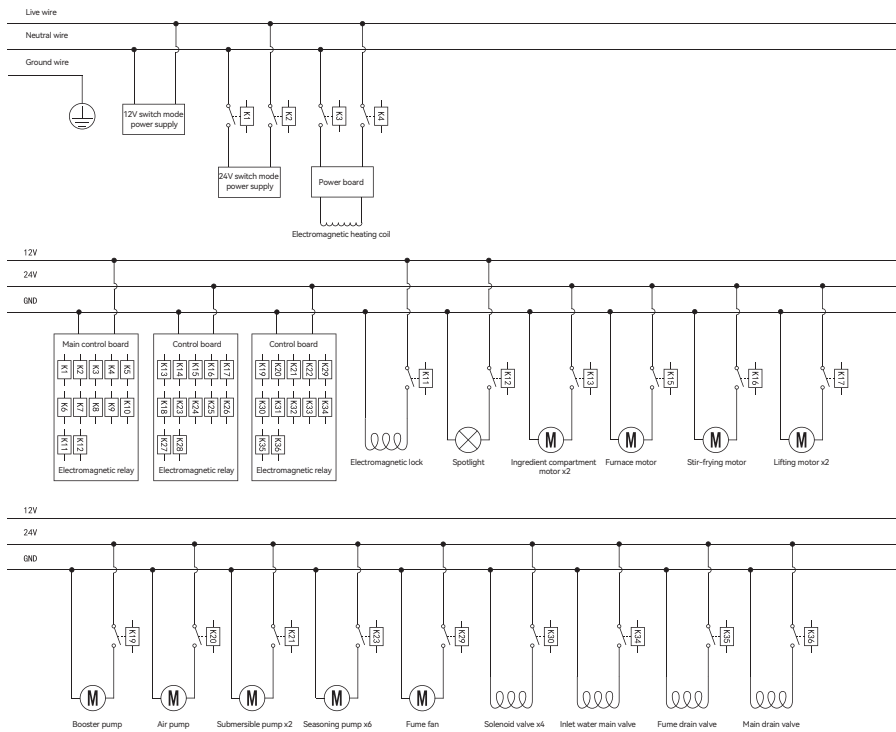 Live wire
Neutral wire
Ground wire
12V switch mode
power supply
K1
K2
K3
K4
24V switch mode
power supply
Power board
Electromagnetic heating coil
12V
24V
GND
Main control board
K1 K2 K3 K4 K5
K6 K7 K8 K9 K10
K11 K12
Electromagnetic relay
Control board
K13 K14 K15 K16 K17
K18 K23 K24 K25 K26
K27 K28
Electromagnetic relay
Control board
K19 K20 K21 K22 K29
K30 K31 K32 K33 K34
K35 K36
Electromagnetic relay
K11
Electromagnetic lock
K12
Spotlight
K13
M
Ingredient compartment
motor x2
K15
M
Furnace motor
K16
M
Stir-frying motor
K17
M
Lifting motor x2
12V
24V
GND
K19
M
Booster pump
K20
M
Air pump
K21
M
Submersible pump x2
K23
M
Seasoning pump x6
K29
M
Fume fan
K30
Solenoid valve x4
K34
Inlet water main valve
K35
Fume drain valve
K36
Main drain valve